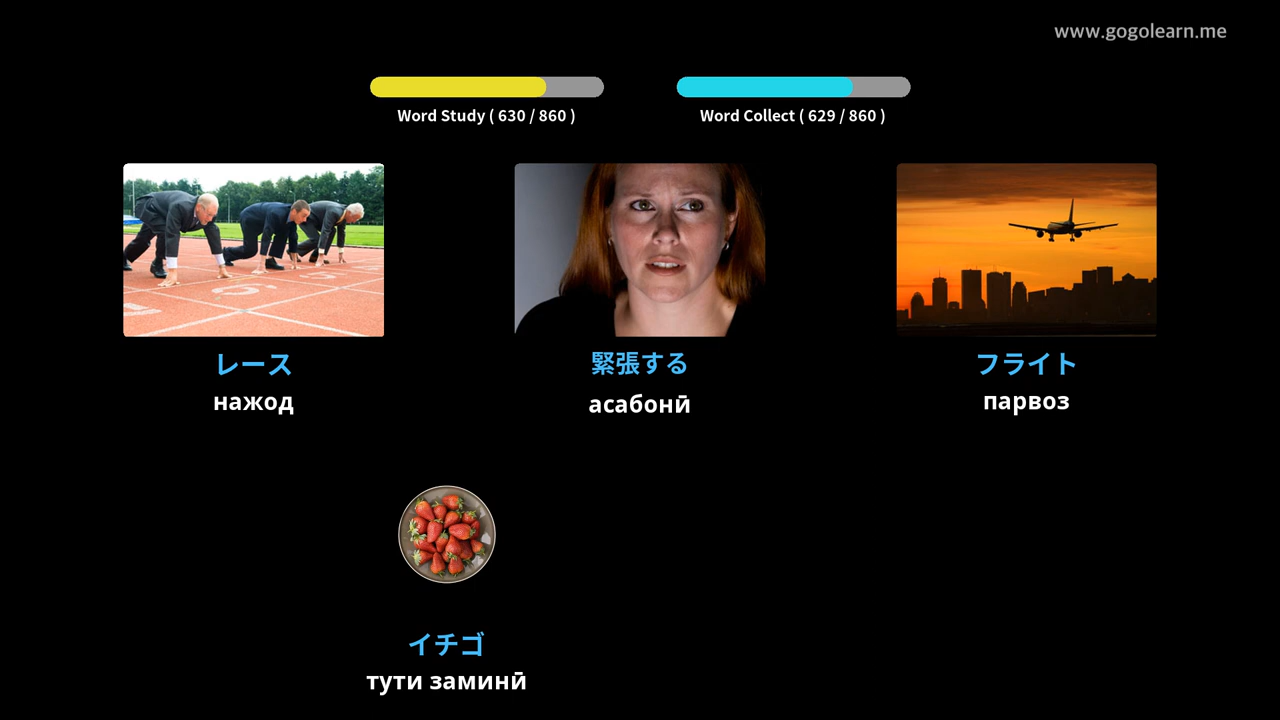 www.gogolearn.me
Word Study ( 630 / 860 )
Word Collect ( 629 / 860 )
レース
нажод
緊張する
асабонӣ
フライト
парвоз
イチゴ
тути заминӣ